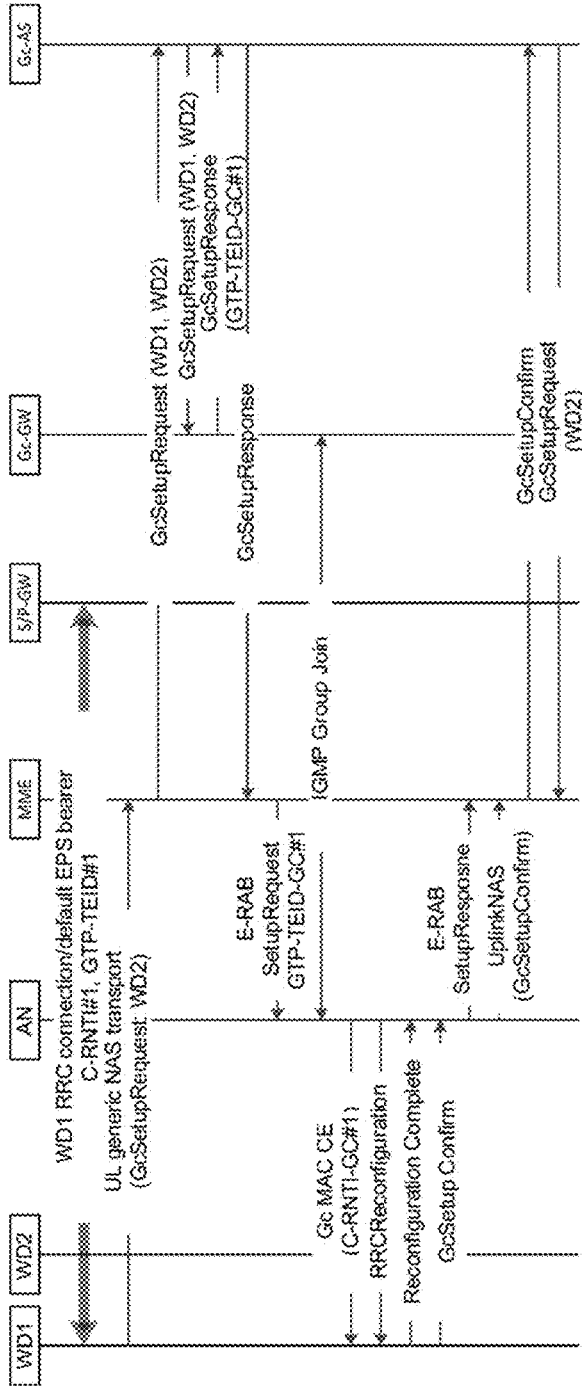 WD1
WD2
AN
MME
S/P-GW
Gc-GW
Gc-AS
WD1 RRC connection/default EPS bearer
C-RNTI#1, GTP-TEID#1
UL generic NAS transport
(GcSetupRequest: WD2)
GcSetupRequest (WD1, WD2)
GcSetupRequest (WD1, WD2)
GcSetupResponse
(GTP-TEID-GC#1)
GcSetupResponse
E-RAB
SetupRequest
GTP-TEID-GC#1
IGMP Group Join
Gc MAC CE
(C-RNTI-GC#1)
RRCReconfiguration
Reconfiguration Complete
GcSetup Confirm
E-RAB
SetupResposne
UplinkNAS
(GcSetupConfirm)
GcSetupConfirm
GcSetupRequest
(WD2)